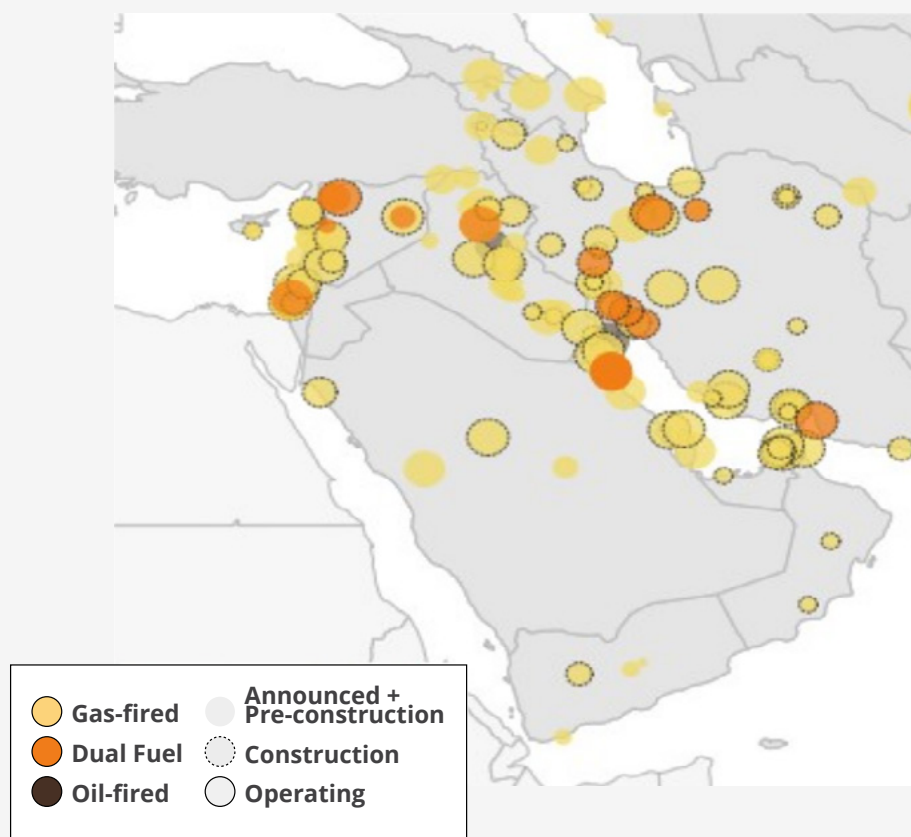 Gas-fired
Dual Fuel
Oil-fired
Announced +
Pre-construction
Construction
Operating